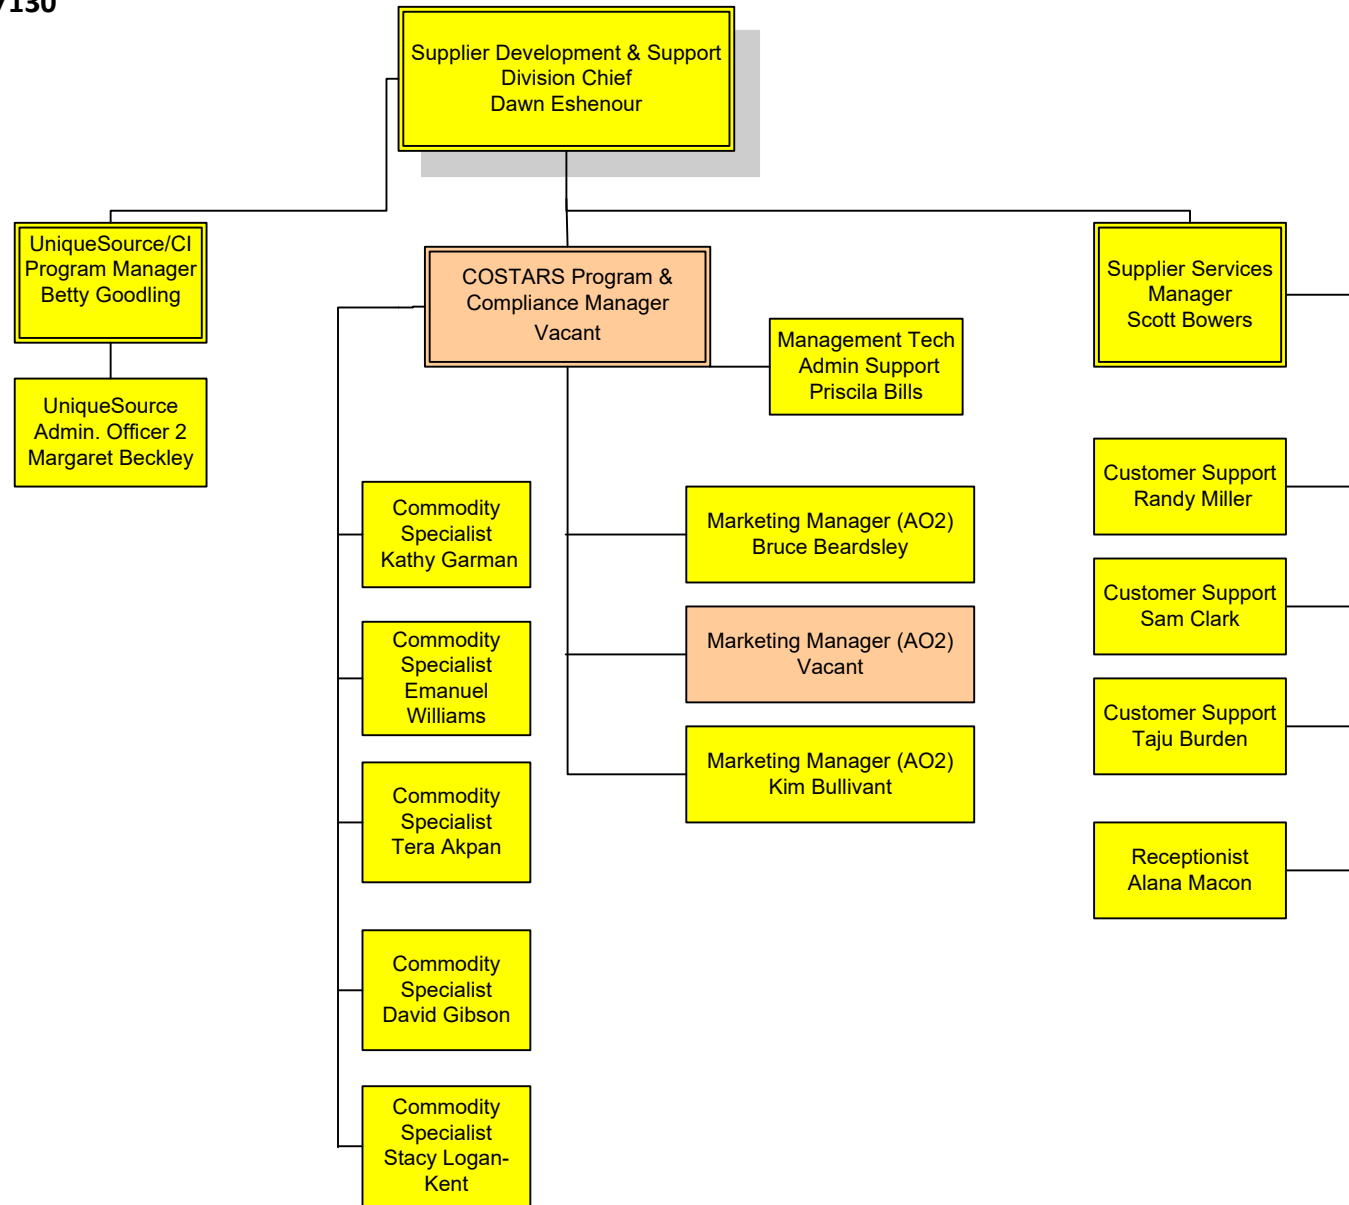 7130
Supplier Development & Support
Division Chief
Dawn Eshenour
UniqueSource/CI
Program Manager
Betty Goodling
UniqueSource
Admin. Officer 2
Margaret Beckley
COSTARS Program &
Compliance Manager
Vacant
Management Tech
Admin Support
Priscila Bills
Commodity
Specialist
Kathy Garman
Commodity
Specialist
Emanuel
Williams
Commodity
Specialist
Tera Akpan
Commodity
Specialist
David Gibson
Commodity
Specialist
Stacy Logan-
Kent
Marketing Manager (AO2)
Bruce Beardsley
Marketing Manager (AO2)
Vacant
Marketing Manager (AO2)
Kim Bullivant
Supplier Services
Manager
Scott Bowers
Customer Support
Randy Miller
Customer Support
Sam Clark
Customer Support
Taju Burden
Receptionist
Alana Macon